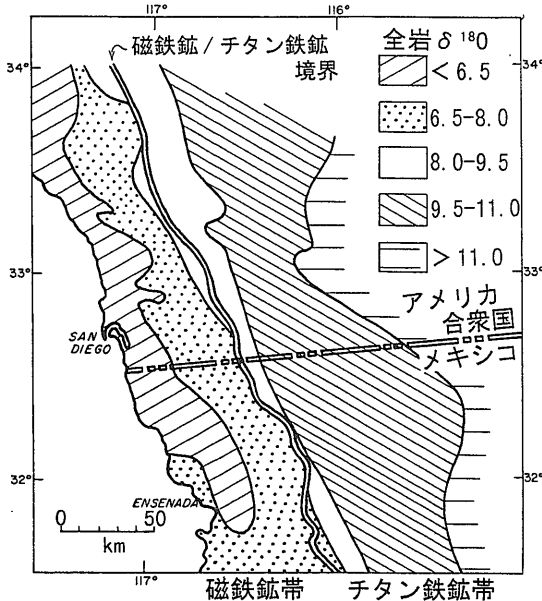 117° 116°
磁鉄鉱 / チタン鉄鉱
境界
34° 34°
全岩 δ ¹⁸O
< 6.5
6.5-8.0
8.0-9.5
9.5-11.0
> 11.0
33° 33°
アメリカ
合衆国
メキシコ
SAN
DIEGO
32° 32°
ENSENADA
0 50
km
117° 磁鉄鉱帯 チタン鉄鉱帯